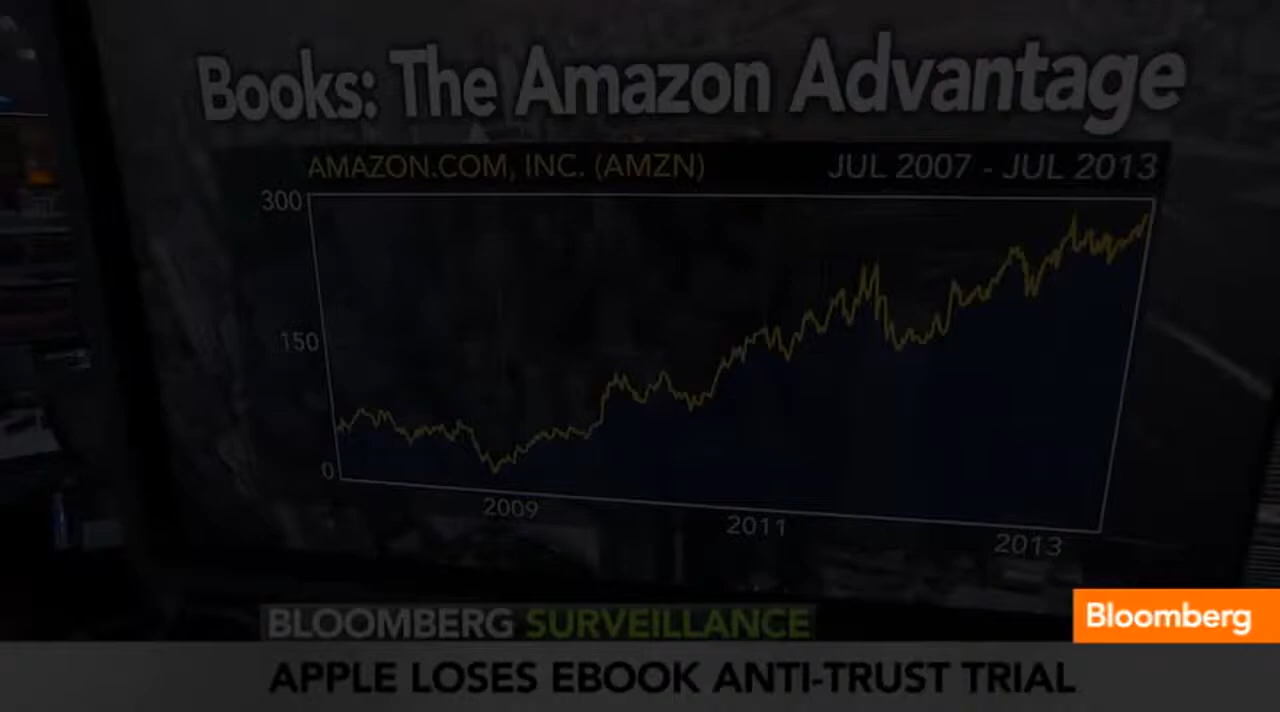 Books: The Amazon Advantage
AMAZON.COM, INC. (AMZN) JUL 2007 - JUL 2013
300
150
0
2009
2011
2013
BLOOMBERG SURVEILLANCE
Bloomberg
APPLE LOSES EBOOK ANTI-TRUST TRIAL